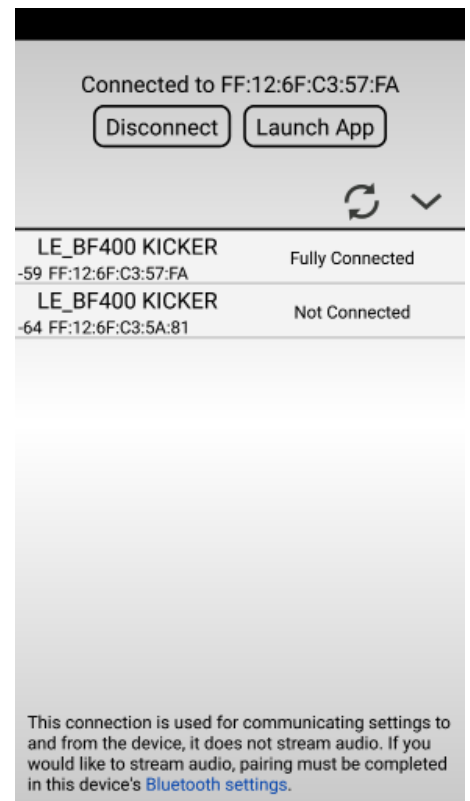 Connected to FF:12:6F:C3:57:FA
Disconnect Launch App
LE_BF400 KICKER
-59 FF:12:6F:C3:57:FA
Fully Connected
LE_BF400 KICKER
-64 FF:12:6F:C3:5A:81
Not Connected
This connection is used for communicating settings to
and from the device, it does not stream audio. If you
would like to stream audio, pairing must be completed
in this device's Bluetooth settings.